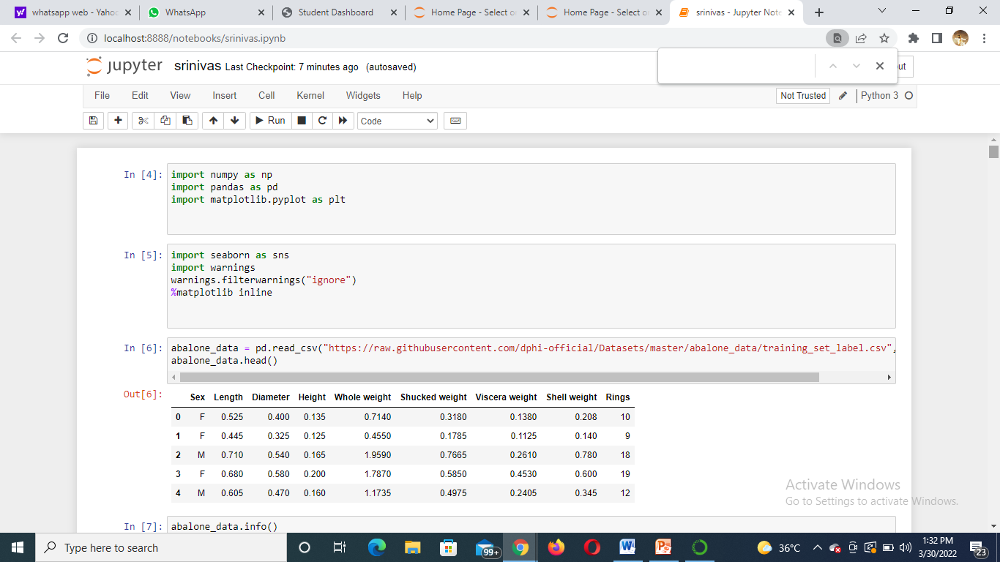 whatsapp web - Yahoo
WhatsApp
Student Dashboard
Home Page - Select or
Home Page - Select or
srinivas - Jupyter Note
localhost:8888/notebooks/srinivas.ipynb
jupyter srinivas Last Checkpoint: 7 minutes ago (autosaved)
ut
File Edit View Insert Cell Kernel Widgets Help
Not Trusted Python 3
Run Code
In [4]: import numpy as np
import pandas as pd
import matplotlib.pyplot as plt
In [5]: import seaborn as sns
import warnings
warnings.filterwarnings("ignore")
%matplotlib inline
In [6]: abalone_data = pd.read_csv("https://raw.githubusercontent.com/dphi-official/Datasets/master/abalone_data/training_set_label.csv",
abalone_data.head()
Out[6]:
Sex Length Diameter Height Whole weight Shucked weight Viscera weight Shell weight Rings
0 F 0.525 0.400 0.135 0.7140 0.3180 0.1380 0.208 10
1 F 0.445 0.325 0.125 0.4550 0.1785 0.1125 0.140 9
2 M 0.710 0.540 0.165 1.9590 0.7665 0.2610 0.780 18
3 F 0.680 0.580 0.200 1.7870 0.5850 0.4530 0.600 19
4 M 0.605 0.470 0.160 1.1735 0.4975 0.2405 0.345 12
Activate Windows
Go to Settings to activate Windows.
In [7]: abalone_data.info()
Type here to search
99+
36°C
1:32 PM
3/30/2022
23